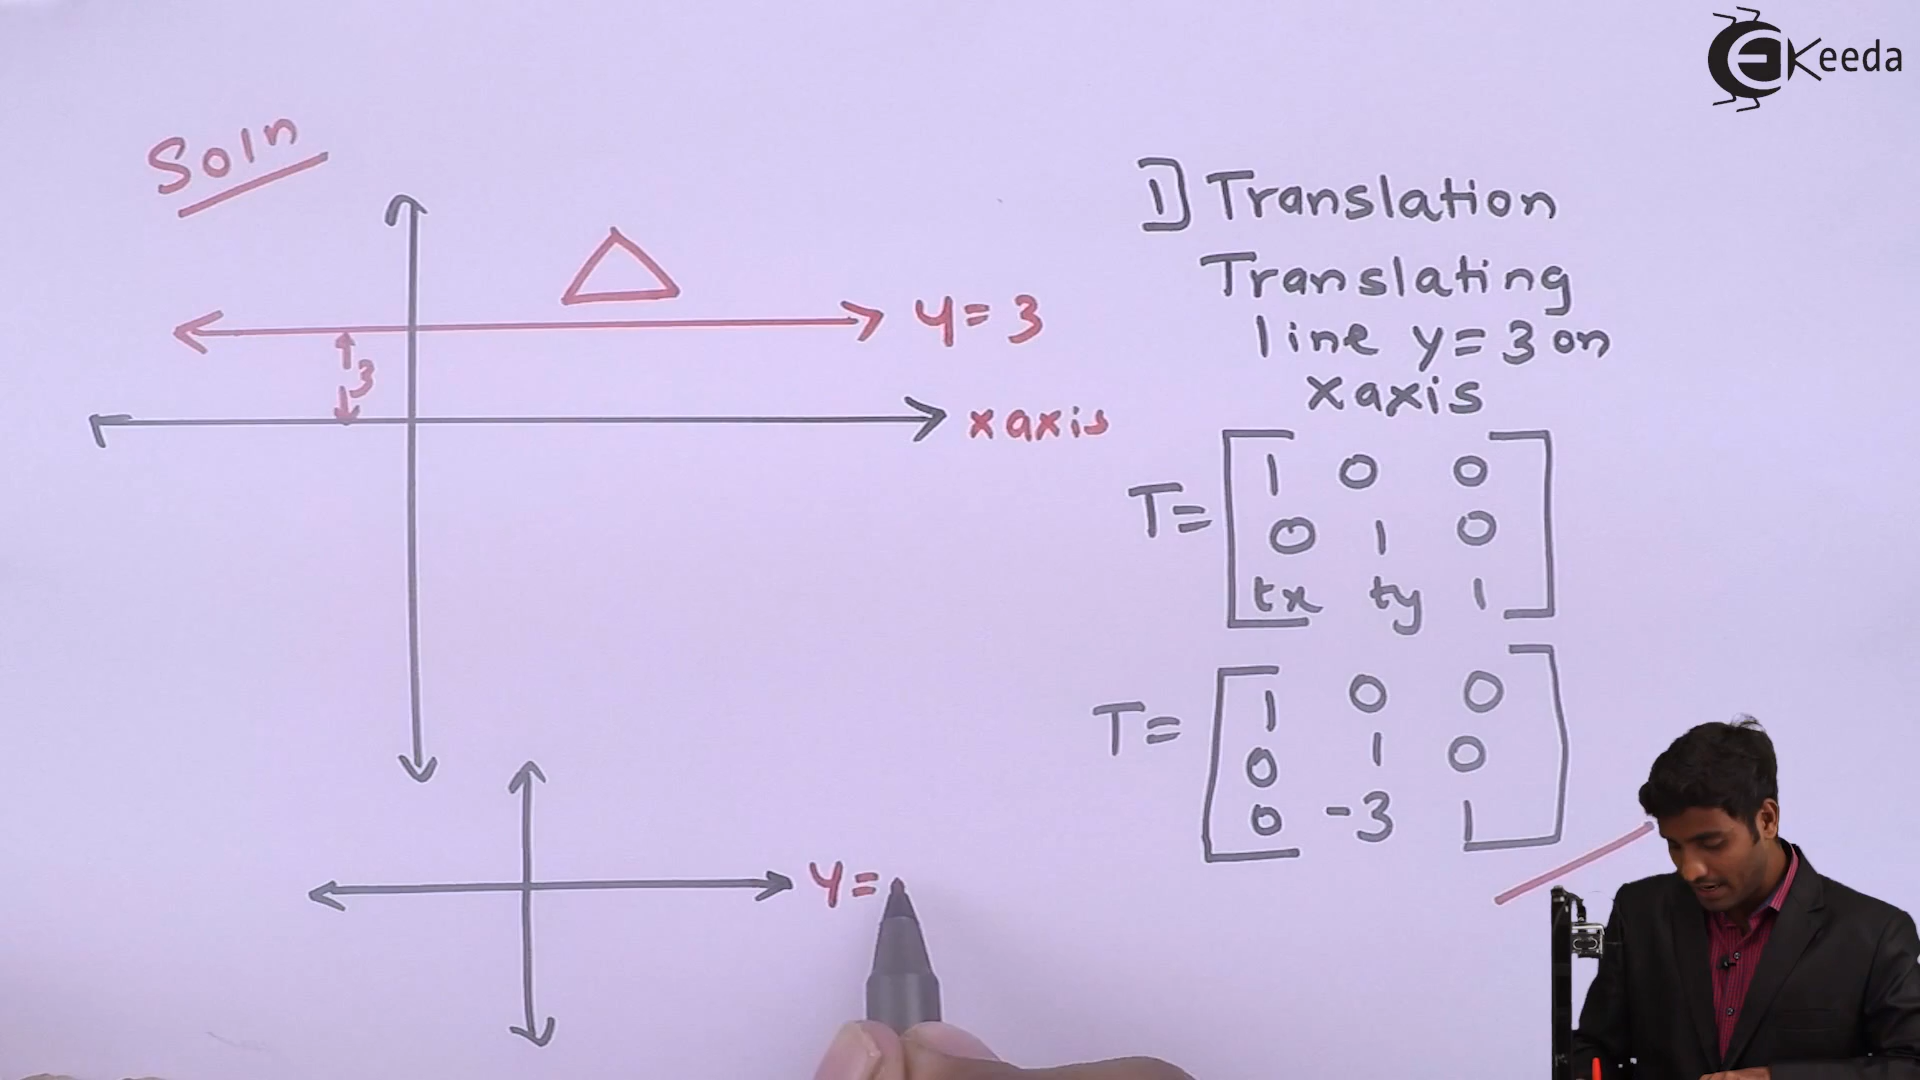 Keeda
Soln
y = 3
3
x axis
1) Translation
Translating
line y = 3 on
x axis
T = [ 1 0 0
0 1 0
tx ty 1 ]
T = [ 1 0 0
0 1 0
0 -3 1 ]
y =